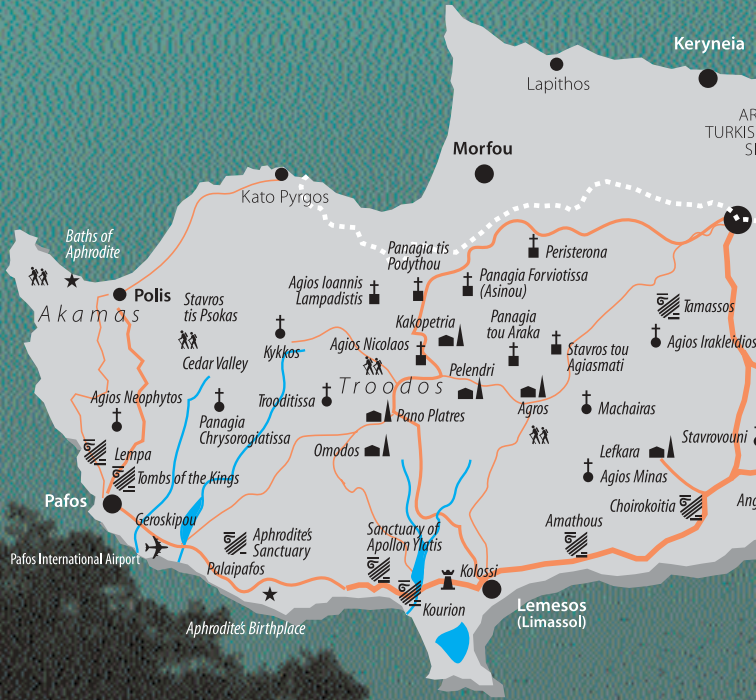 Keryneia
Lapithos
AR
TURKIS
S
Morfou
Kato Pyrgos
Baths of
Aphrodite
Panagia tis
Podythou
Peristerona
Agios Ioannis
Lampadistis
Panagia Forviotissa
(Asinou)
Polis
Akamas
Stavros
tis Psokas
Tamassos
Kakopetria
Panagia
tou Araka
Kykkos
Agios Nicolaos
Stavros tou
Agiasmati
Agios Irakleidios
Cedar Valley
Pelendri
Troodos
Agios Neophytos
Trooditissa
Agros
Machairas
Panagia
Chrysorogiatissa
Pano Platres
Stavrovouni
Omodos
Lefkara
Lempa
Tombs of the Kings
Agios Minas
Pafos
Choirokoitia
Ang
Geroskipou
Aphrodite's
Sanctuary
Sanctuary of
Apollon Ylatis
Amathous
Pafos International Airport
Palaipafos
Kolossi
Kourion
Lemesos
(Limassol)
Aphrodite's Birthplace